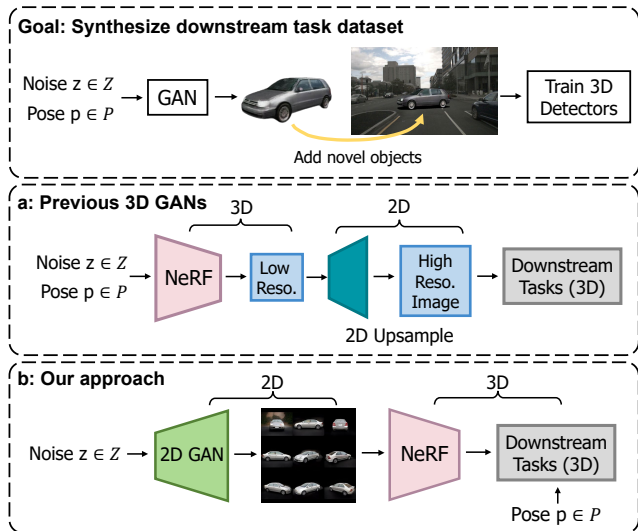 Goal: Synthesize downstream task dataset
Noise z ∈ Z
Pose p ∈ P
GAN
Add novel objects
Train 3D
Detectors
a: Previous 3D GANs
3D
2D
Noise z ∈ Z
Pose p ∈ P
NeRF
Low
Reso.
High
Reso.
Image
2D Upsample
Downstream
Tasks (3D)
b: Our approach
2D
3D
Noise z ∈ Z
2D GAN
NeRF
Downstream
Tasks (3D)
Pose p ∈ P